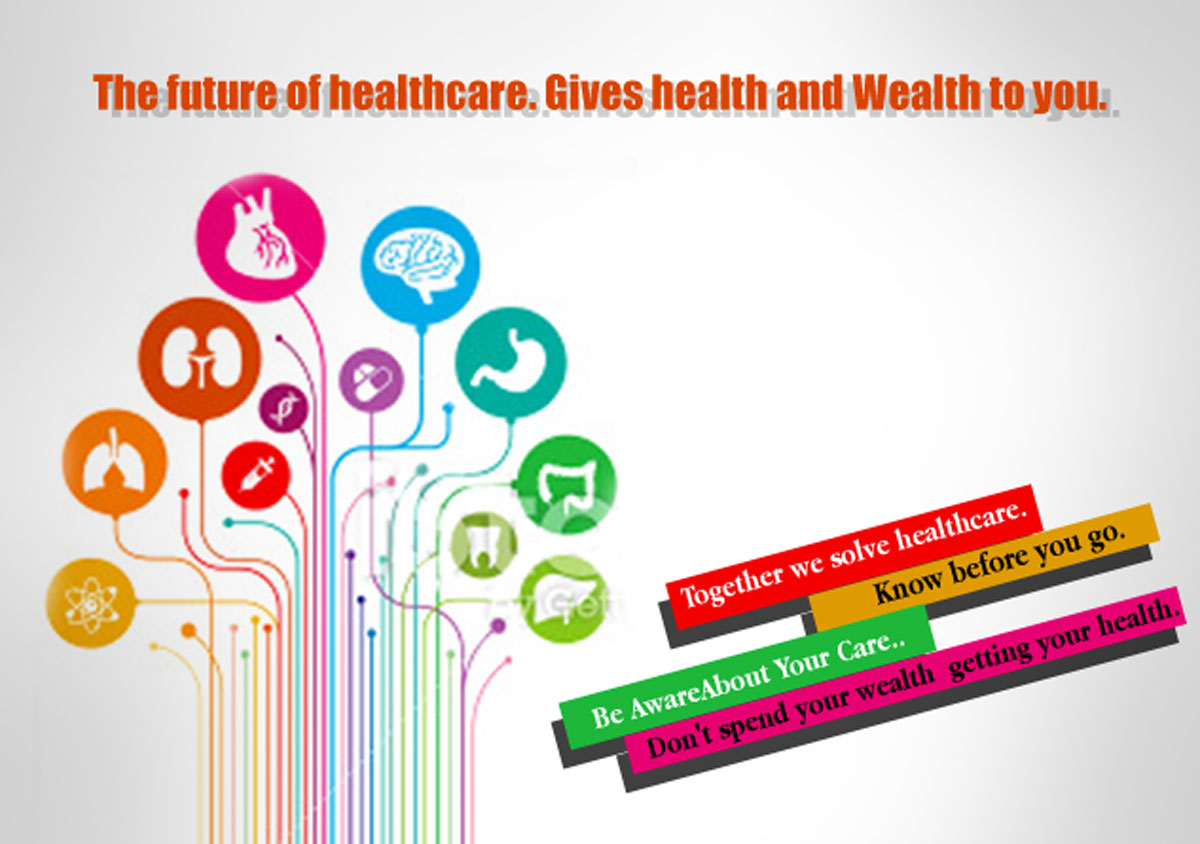 The future of healthcare. Gives health and Wealth to you.
Together we solve healthcare.
Know before you go.
Be AwareAbout Your Care..
Don't spend your wealth  getting your health.